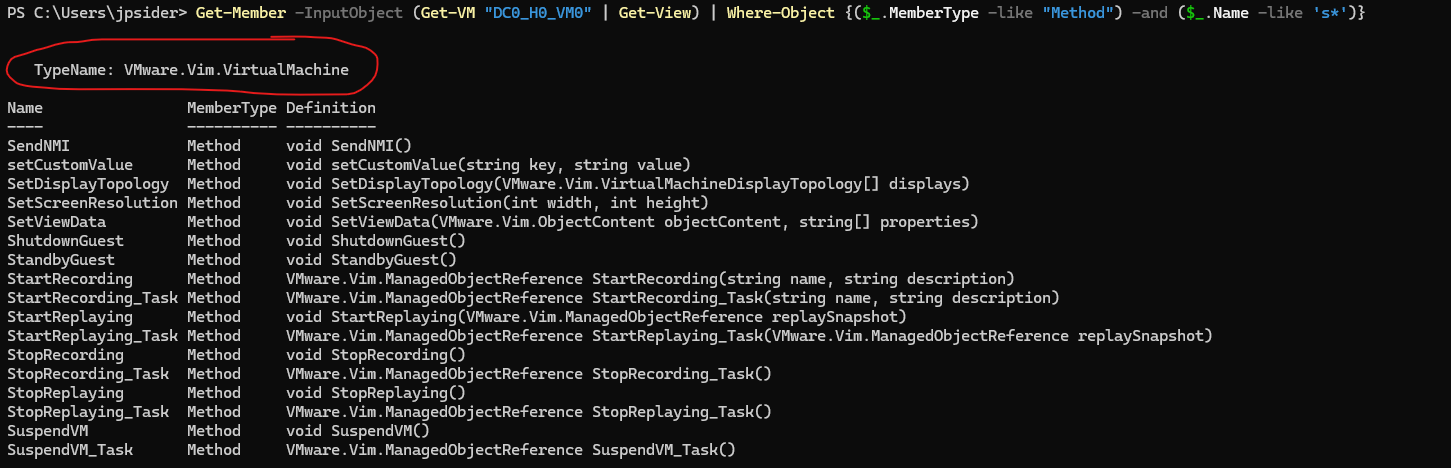 PS C:\Users\jpsider> Get-Member -InputObject (Get-VM "DC0_H0_VM0" | Get-View) | Where-Object {($_.MemberType -like "Method") -and ($_.Name -like 's*')}
TypeName: VMware.Vim.VirtualMachine
Name MemberType Definition
---- ---------- ----------
SendNMI Method void SendNMI()
setCustomValue Method void setCustomValue(string key, string value)
SetDisplayTopology Method void SetDisplayTopology(VMware.Vim.VirtualMachineDisplayTopology[] displays)
SetScreenResolution Method void SetScreenResolution(int width, int height)
SetViewData Method void SetViewData(VMware.Vim.ObjectContent objectContent, string[] properties)
ShutdownGuest Method void ShutdownGuest()
StandbyGuest Method void StandbyGuest()
StartRecording Method VMware.Vim.ManagedObjectReference StartRecording(string name, string description)
StartRecording_Task Method VMware.Vim.ManagedObjectReference StartRecording_Task(string name, string description)
StartReplaying Method void StartReplaying(VMware.Vim.ManagedObjectReference replaySnapshot)
StartReplaying_Task Method VMware.Vim.ManagedObjectReference StartReplaying_Task(VMware.Vim.ManagedObjectReference replaySnapshot)
StopRecording Method void StopRecording()
StopRecording_Task Method VMware.Vim.ManagedObjectReference StopRecording_Task()
StopReplaying Method void StopReplaying()
StopReplaying_Task Method VMware.Vim.ManagedObjectReference StopReplaying_Task()
SuspendVM Method void SuspendVM()
SuspendVM_Task Method VMware.Vim.ManagedObjectReference SuspendVM_Task()